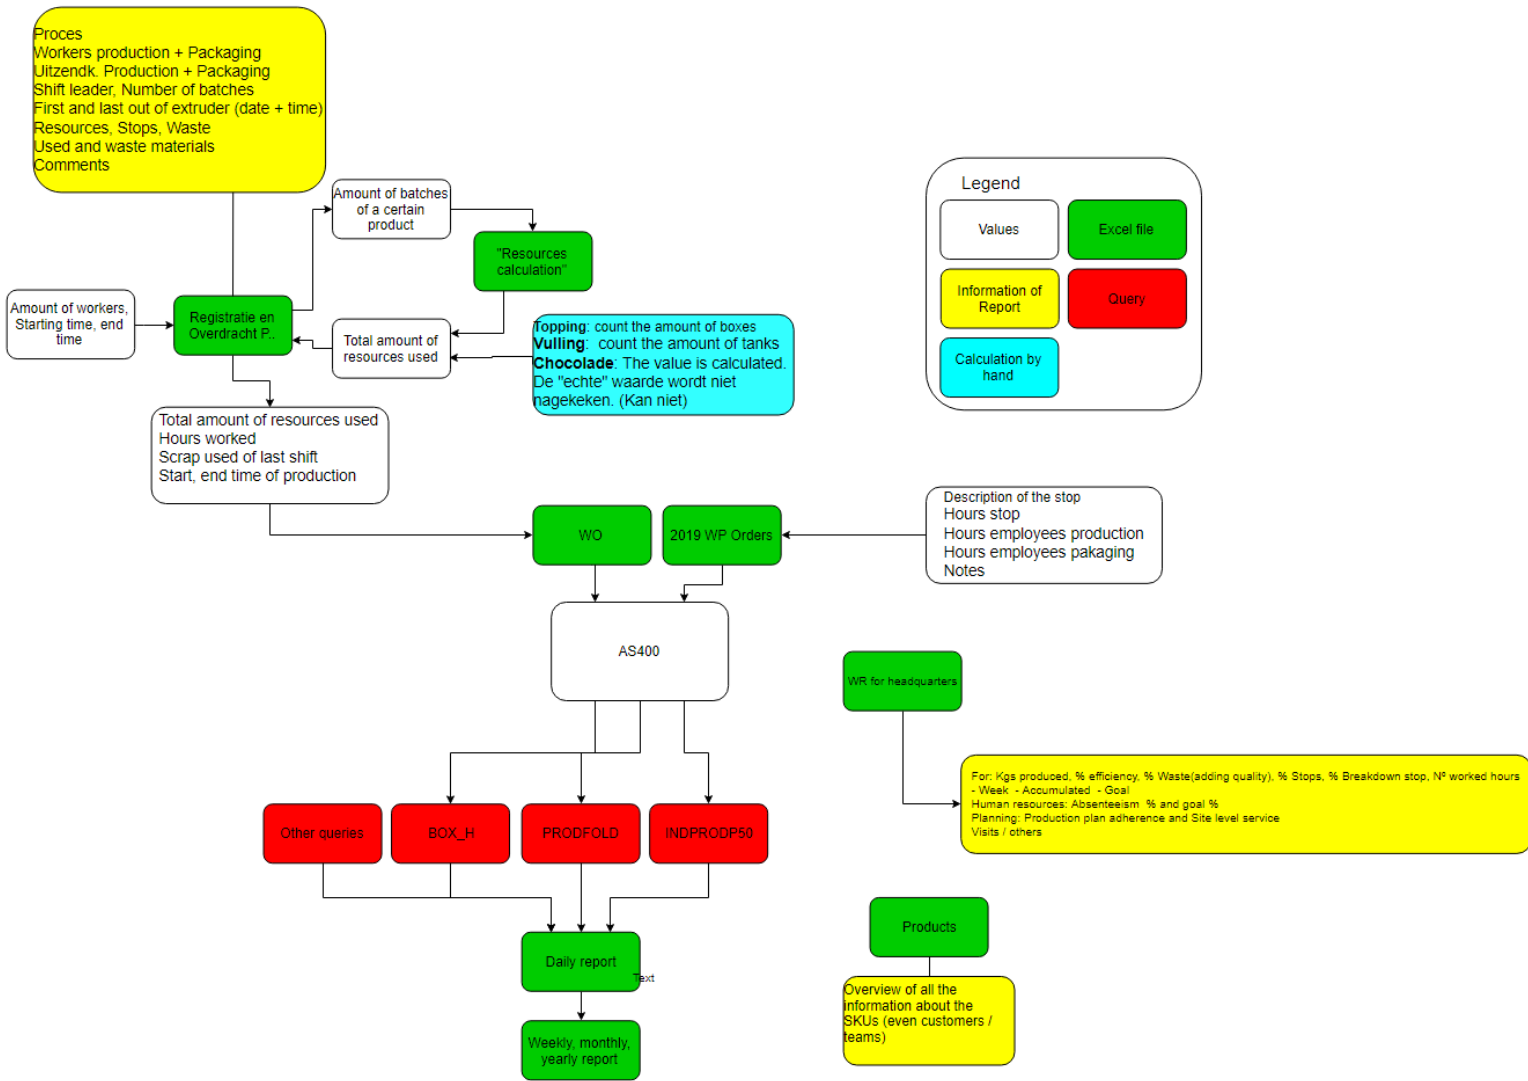 Proces
Workers production + Packaging
Uitzendk. Production + Packaging
Shift leader, Number of batches
First and last out of extruder (date + time)
Resources, Stops, Waste
Used and waste materials
Comments
Amount of batches
of a certain
product
"Resources
calculation"
Amount of workers,
Starting time, end
time
Registratie en
Overdracht P..
Total amount of
resources used
Topping: count the amount of boxes
Vulling: count the amount of tanks
Chocolade: The value is calculated.
De "echte" waarde wordt niet
nagekeken. (Kan niet)
Legend
Values
Excel file
Information of
Report
Query
Calculation by
hand
Total amount of resources used
Hours worked
Scrap used of last shift
Start, end time of production
WO
2019 WP Orders
Description of the stop
Hours stop
Hours employees production
Hours employees pakaging
Notes
AS400
WR for headquarters
For: Kgs produced, % efficiency, % Waste(adding quality), % Stops, % Breakdown stop, Nº worked hours
- Week - Accumulated - Goal
Human resources: Absenteeism % and goal %
Planning: Production plan adherence and Site level service
Visits / others
Other queries
BOX_H
PRODFOLD
INDPRODP50
Daily report
Text
Weekly, monthly,
yearly report
Products
Overview of all the
information about the
SKUs (even customers /
teams)